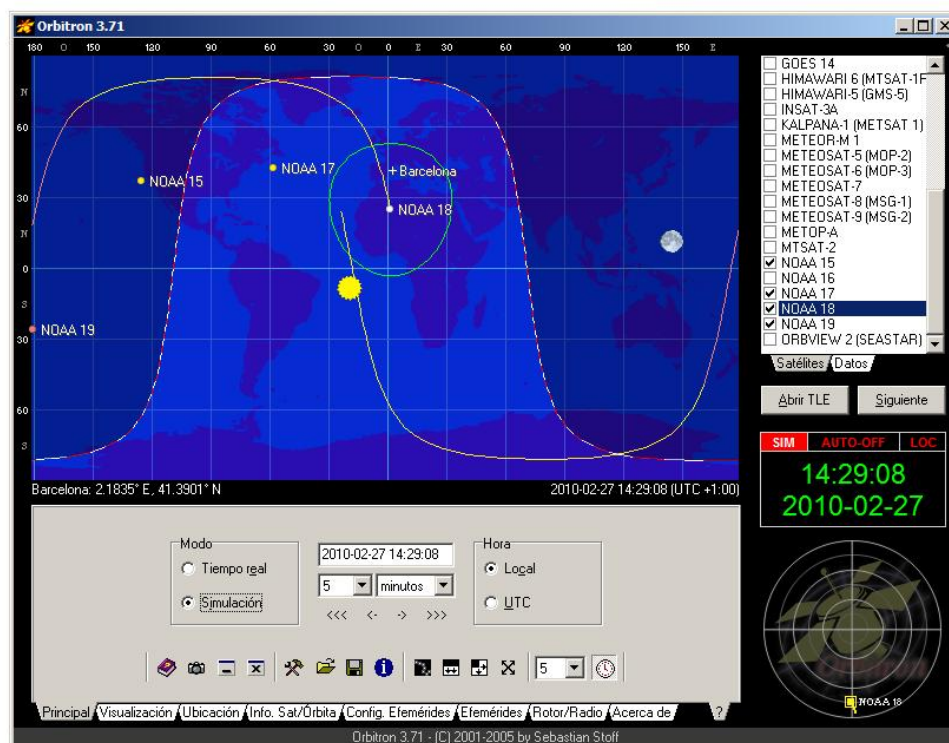 Orbitron 3.71
180 O 150 120 90 60 30 O 0 E 30 60 90 120 150 E
N
60
30
N
0
S
30
60
S
NOAA 15
NOAA 17
Barcelona
NOAA 18
NOAA 19
Barcelona: 2.1835° E, 41.3901° N
2010-02-27 14:29:08 (UTC +1:00)
GOES 14
HIMAWARI 6 (MTSAT-1F
HIMAWARI-5 (GMS-5)
INSAT-3A
KALPANA-1 (METSAT 1)
METEOR-M 1
METEOSAT-5 (MOP-2)
METEOSAT-6 (MOP-3)
METEOSAT-7
METEOSAT-8 (MSG-1)
METEOSAT-9 (MSG-2)
METOP-A
MTSAT-2
NOAA 15
NOAA 16
NOAA 17
NOAA 18
NOAA 19
ORBVIEW 2 (SEASTAR)
Satélites Datos
Abrir TLE Siguiente
SIM AUTO-OFF LOC
14:29:08
2010-02-27
Modo
Tiempo real
Simulación
2010-02-27 14:29:08
5 minutos
<<< <- -> >>>
Hora
Local
UTC
5
NOAA 18
Principal Visualización Ubicación Info. Sat/Órbita Config. Efemérides Efemérides Rotor/Radio Acerca de ?
Orbitron 3.71 - (C) 2001-2005 by Sebastian Stoff